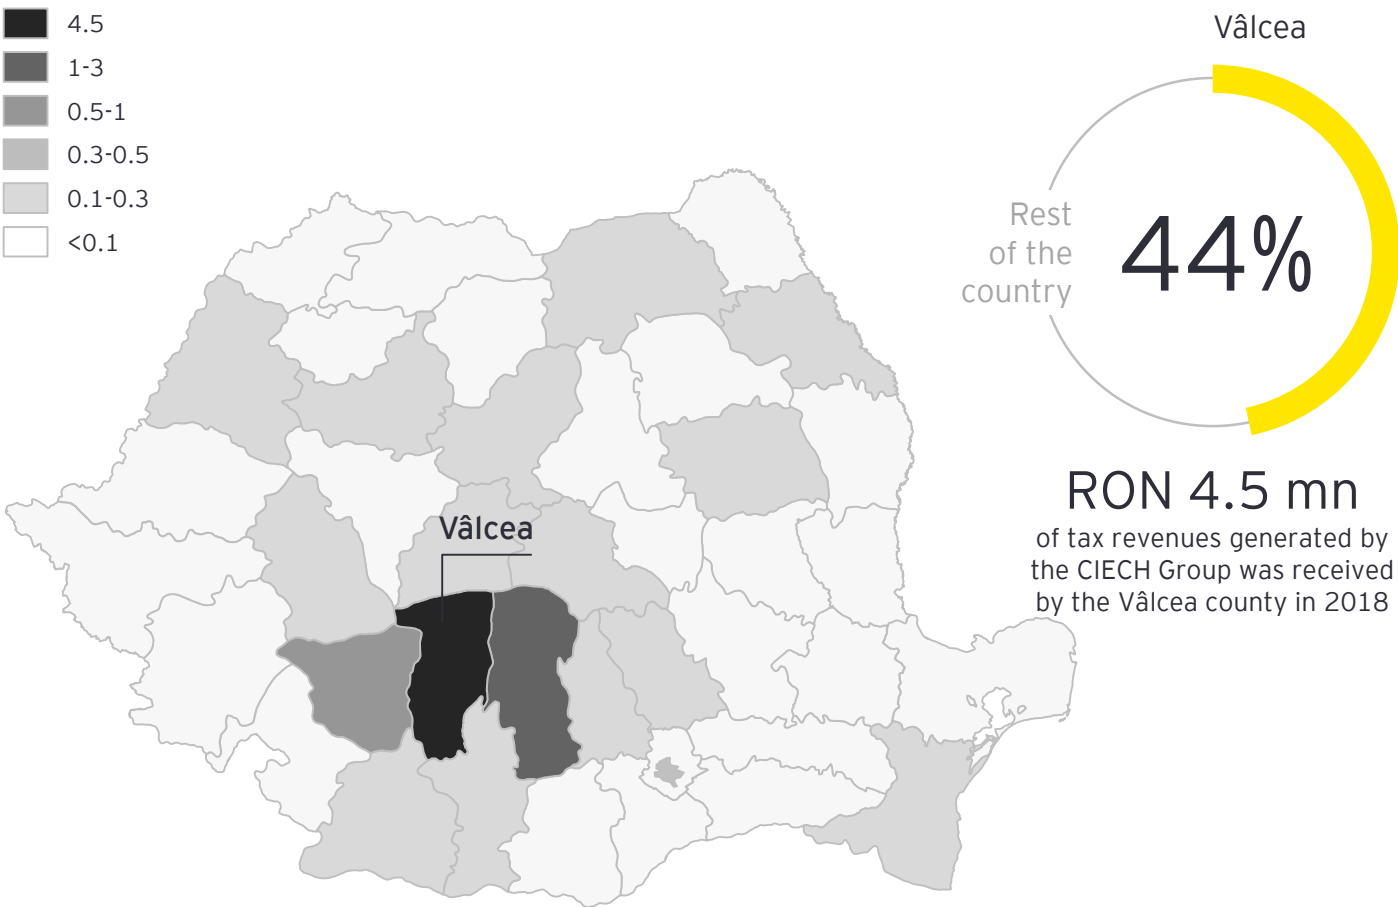 4.5
1-3
0.5-1
0.3-0.5
0.1-0.3
<0.1
Vâlcea
Vâlcea
Rest
of the
country
44%
RON 4.5 mn
of tax revenues generated by
the CIECH Group was received
by the Vâlcea county in 2018